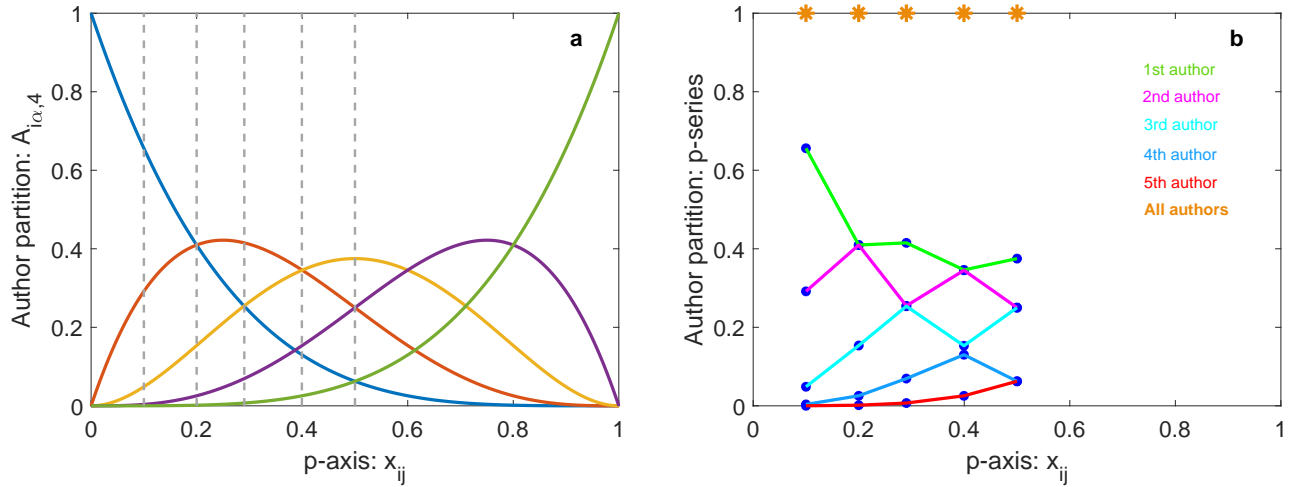 1
0.8
0.6
0.4
0.2
0
0 0.2 0.4 0.6 0.8 1
Author partition: A_{iα,4}
p-axis: x_{ij}
a
1
0.8
0.6
0.4
0.2
0
0 0.2 0.4 0.6 0.8 1
Author partition: p-series
p-axis: x_{ij}
b
1st author
2nd author
3rd author
4th author
5th author
All authors